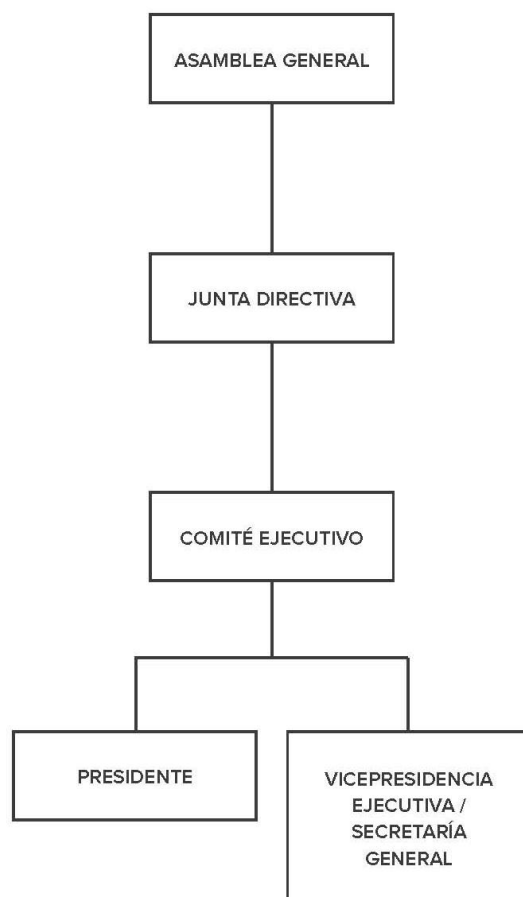 ASAMBLEA GENERAL
JUNTA DIRECTIVA
COMITÉ EJECUTIVO
PRESIDENTE
VICEPRESIDENCIA
EJECUTIVA /
SECRETARÍA
GENERAL